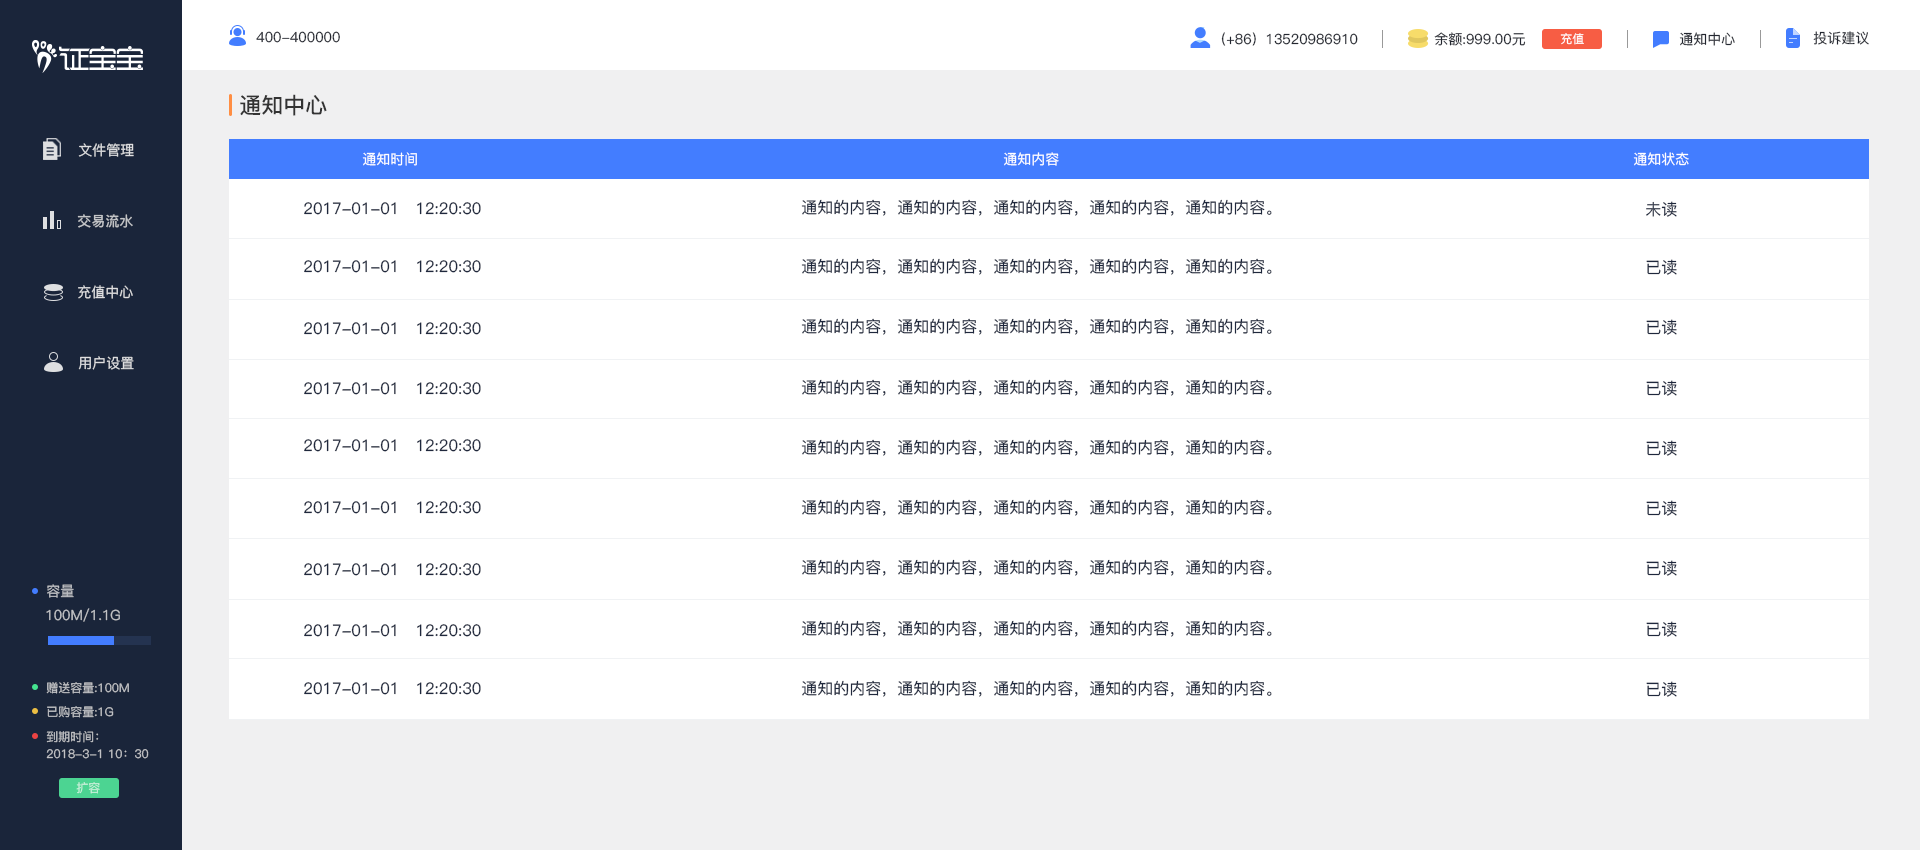 证宝宝
400-400000
(+86) 13520986910
余额:999.00元
充值
通知中心
投诉建议
文件管理
交易流水
充值中心
用户设置
容量
100M/1.1G
赠送容量:100M
已购容量:1G
到期时间：
2018-3-1 10：30
扩容
通知中心
通知时间 通知内容 通知状态
2017-01-01 12:20:30 通知的内容，通知的内容，通知的内容，通知的内容，通知的内容。 未读
2017-01-01 12:20:30 通知的内容，通知的内容，通知的内容，通知的内容，通知的内容。 已读
2017-01-01 12:20:30 通知的内容，通知的内容，通知的内容，通知的内容，通知的内容。 已读
2017-01-01 12:20:30 通知的内容，通知的内容，通知的内容，通知的内容，通知的内容。 已读
2017-01-01 12:20:30 通知的内容，通知的内容，通知的内容，通知的内容，通知的内容。 已读
2017-01-01 12:20:30 通知的内容，通知的内容，通知的内容，通知的内容，通知的内容。 已读
2017-01-01 12:20:30 通知的内容，通知的内容，通知的内容，通知的内容，通知的内容。 已读
2017-01-01 12:20:30 通知的内容，通知的内容，通知的内容，通知的内容，通知的内容。 已读
2017-01-01 12:20:30 通知的内容，通知的内容，通知的内容，通知的内容，通知的内容。 已读